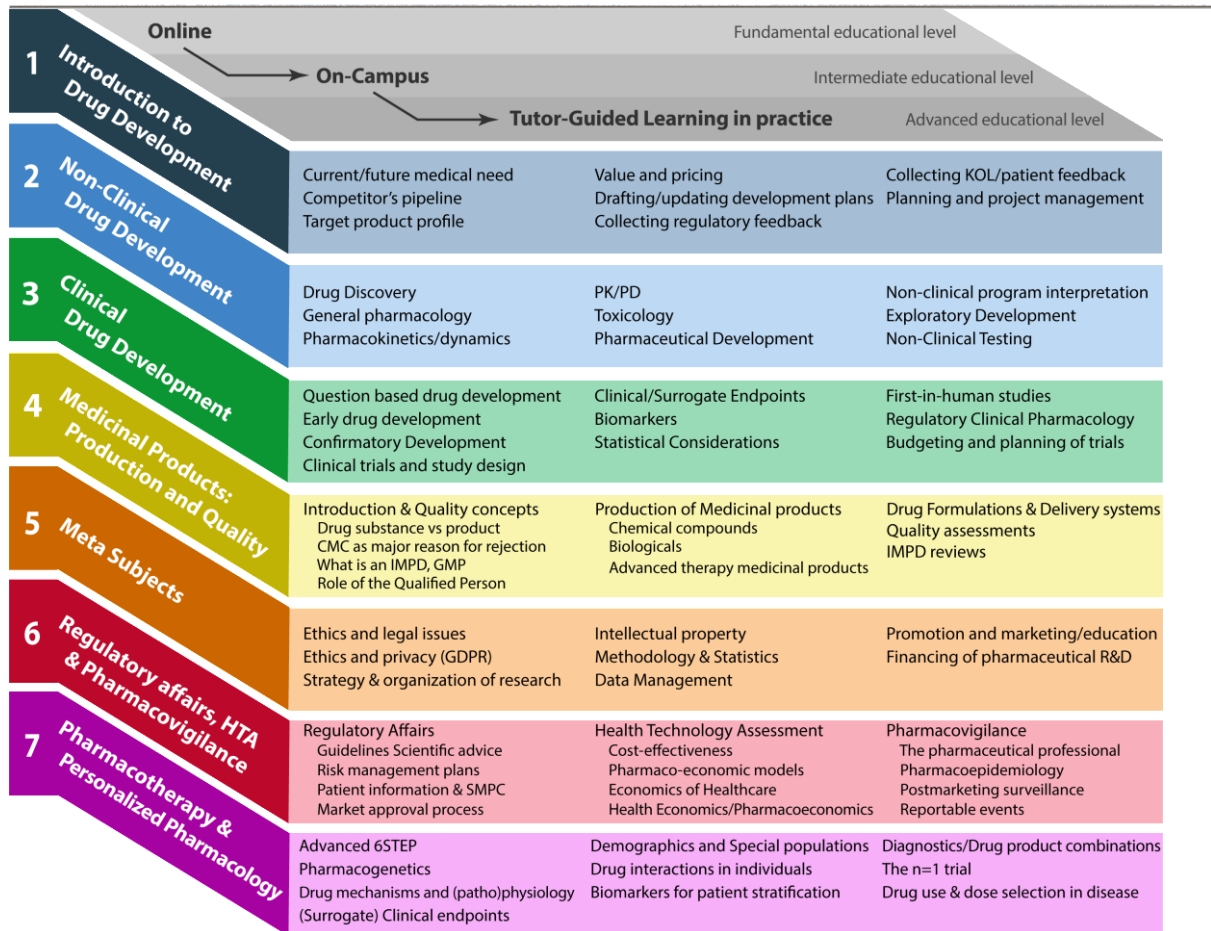 Online
Fundamental educational level
On-Campus
Intermediate educational level
Tutor-Guided Learning in practice
Advanced educational level
1
Introduction to
Drug Development
Current/future medical need
Competitor's pipeline
Target product profile
Value and pricing
Drafting/updating development plans
Collecting regulatory feedback
Collecting KOL/patient feedback
Planning and project management
2
Non-Clinical
Drug Development
Drug Discovery
General pharmacology
Pharmacokinetics/dynamics
PK/PD
Toxicology
Pharmaceutical Development
Non-clinical program interpretation
Exploratory Development
Non-Clinical Testing
3
Clinical
Drug Development
Question based drug development
Early drug development
Confirmatory Development
Clinical trials and study design
Clinical/Surrogate Endpoints
Biomarkers
Statistical Considerations
First-in-human studies
Regulatory Clinical Pharmacology
Budgeting and planning of trials
4
Medicinal Products:
Production and Quality
Introduction & Quality concepts
Drug substance vs product
CMC as major reason for rejection
What is an IMPD, GMP
Role of the Qualified Person
Production of Medicinal products
Chemical compounds
Biologicals
Advanced therapy medicinal products
Drug Formulations & Delivery systems
Quality assessments
IMPD reviews
5
Meta Subjects
Ethics and legal issues
Ethics and privacy (GDPR)
Strategy & organization of research
Intellectual property
Methodology & Statistics
Data Management
Promotion and marketing/education
Financing of pharmaceutical R&D
6
Regulatory affairs, HTA
& Pharmacovigilance
Regulatory Affairs
Guidelines Scientific advice
Risk management plans
Patient information & SMPC
Market approval process
Health Technology Assessment
Cost-effectiveness
Pharmaco-economic models
Economics of Healthcare
Health Economics/Pharmacoeconomics
Pharmacovigilance
The pharmaceutical professional
Pharmacoepidemiology
Postmarketing surveillance
Reportable events
7
Pharmacotherapy &
Personalized Pharmacology
Advanced 6STEP
Pharmacogenetics
Drug mechanisms and (patho)physiology
(Surrogate) Clinical endpoints
Demographics and Special populations
Drug interactions in individuals
Biomarkers for patient stratification
Diagnostics/Drug product combinations
The n=1 trial
Drug use & dose selection in disease